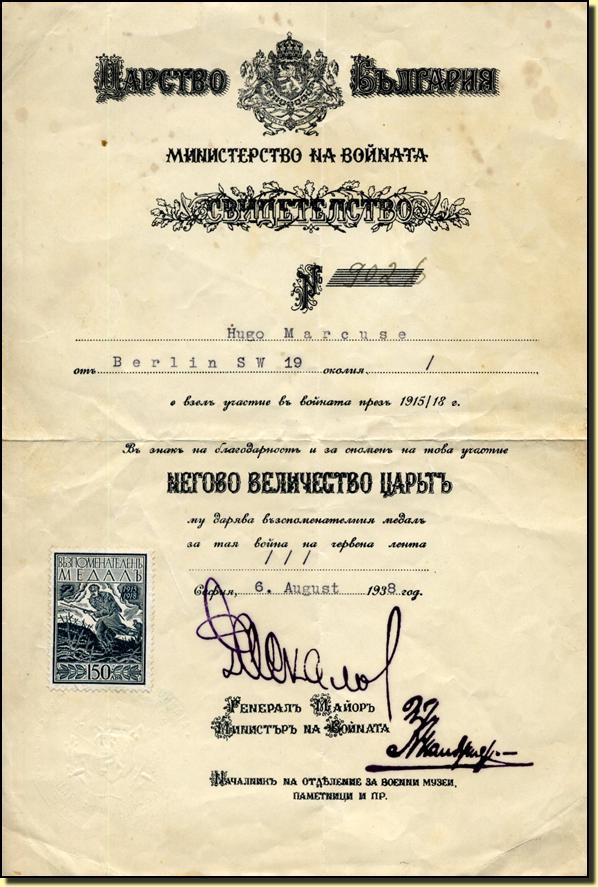 Царство България
Министерство на войната
Свидетелство
№ 9026
Hugo Marcuse
отъ Berlin SW 19 околия /
е взелъ участие въ войната презъ 1915/18 г.
Въ знакъ на благодарность и за споменъ на това участие
Негово Величество Царьтъ
му дарява възпоменателния медалъ
за тая война на червена лента
///
София, 6. August 1938 год.
ВЪЗПОМЕНАТЕЛЕНЪ
МЕДАЛЪ
150
Генералъ Майоръ
Министъръ на Войната
22
Началникъ на отдѣление за военни музеи,
паметници и пр.